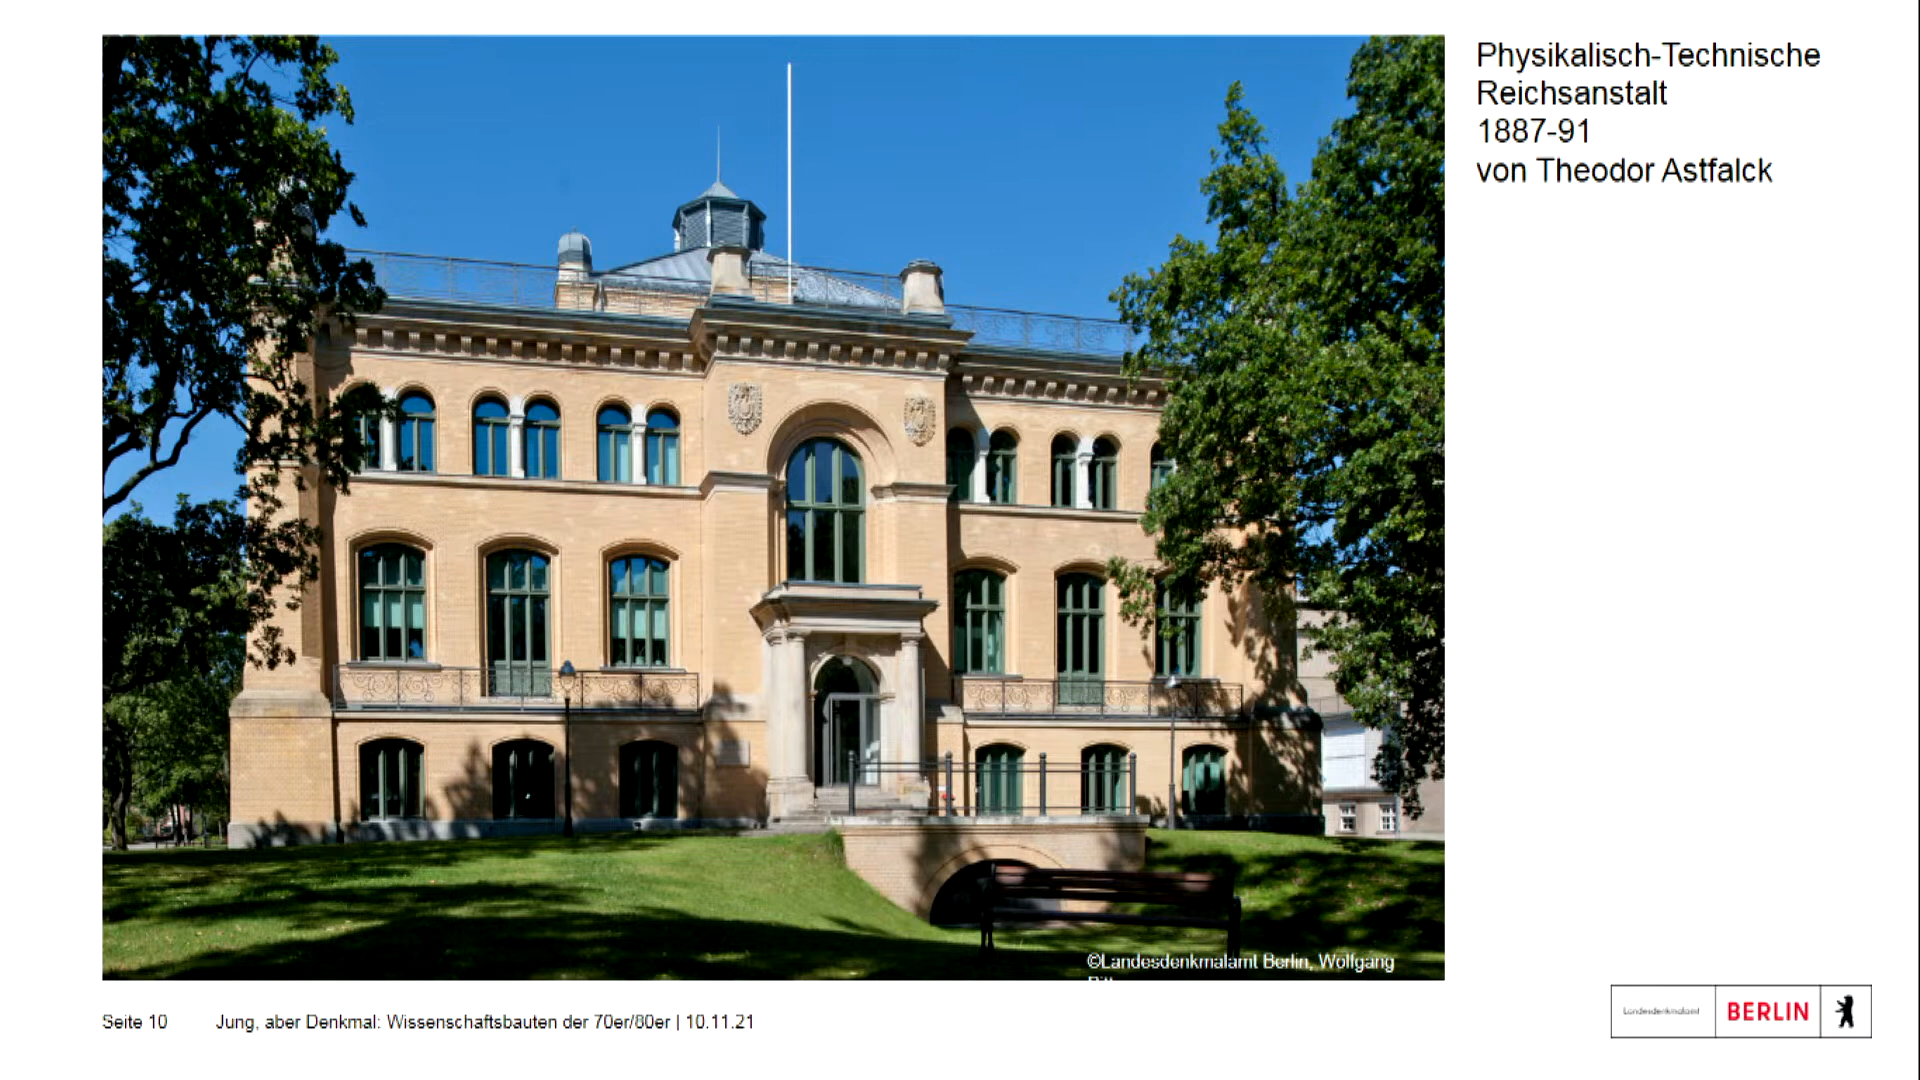 Physikalisch-Technische
Reichsanstalt
1887-91
von Theodor Astfalck
©Landesdenkmalamt Berlin, Wolfgang
Seite 10 Jung, aber Denkmal: Wissenschaftsbauten der 70er/80er | 10.11.21
Landesdenkmalamt BERLIN